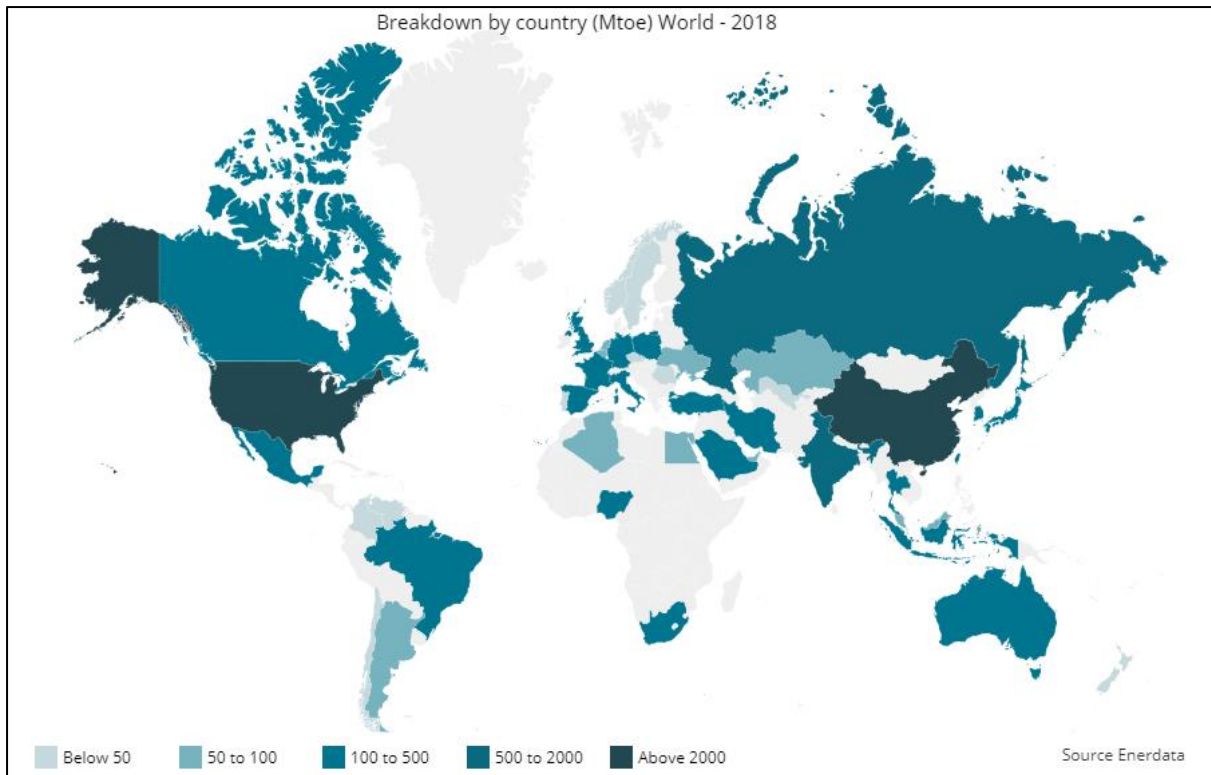 Breakdown by country (Mtoe) World - 2018
Below 50
50 to 100
100 to 500
500 to 2000
Above 2000
Source Enerdata